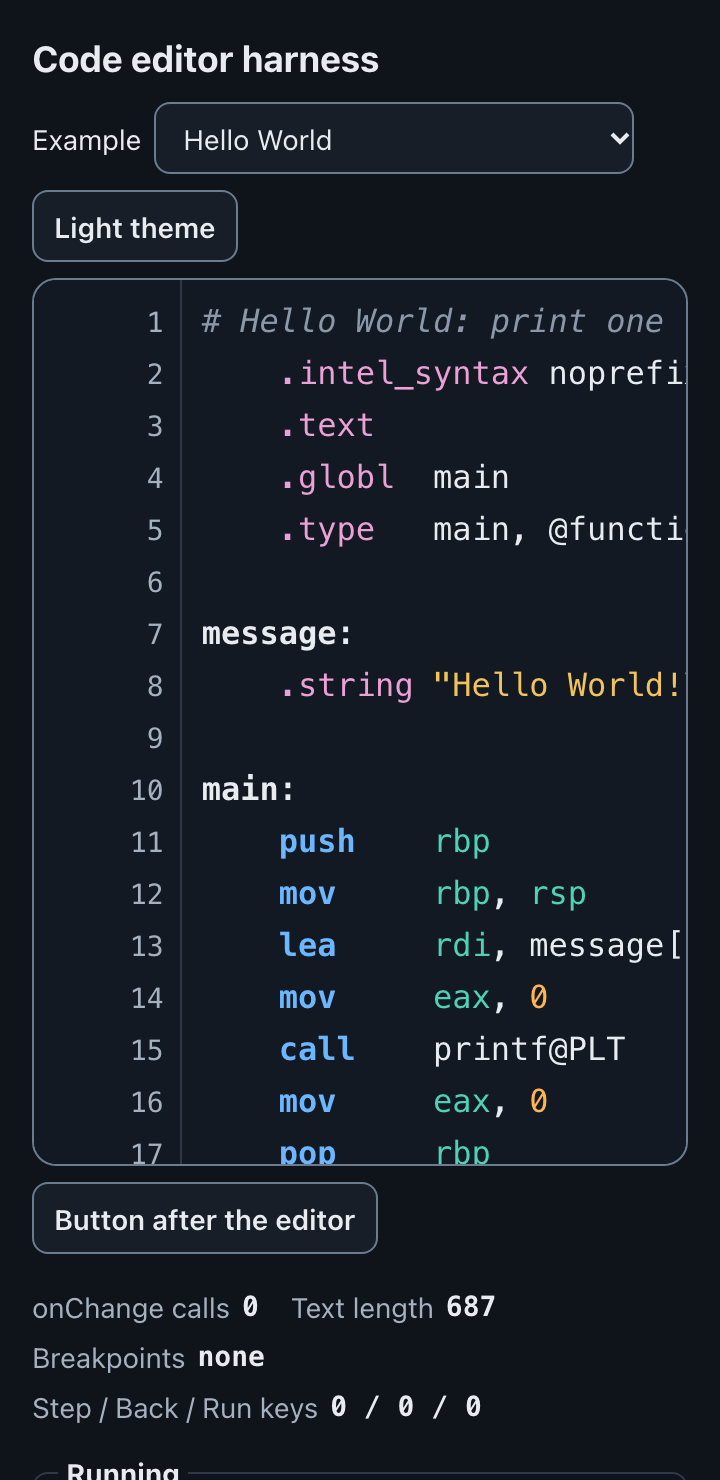 Code editor harness
Example Hello World
Light theme
1 # Hello World: print one
2 .intel_syntax noprefi
3 .text
4 .globl main
5 .type main, @functi
6
7 message:
8 .string "Hello World!
9
10 main:
11 push rbp
12 mov rbp, rsp
13 lea rdi, message[
14 mov eax, 0
15 call printf@PLT
16 mov eax, 0
17 pop rbp
Button after the editor
onChange calls 0 Text length 687
Breakpoints none
Step / Back / Run keys 0 / 0 / 0
Running